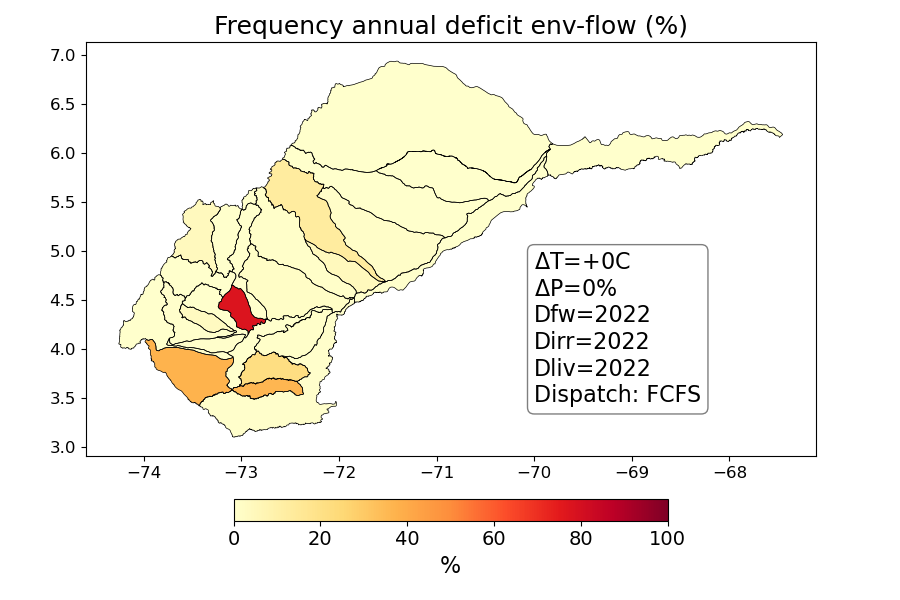 Frequency annual deficit env-flow (%)
7.0
6.5
6.0
5.5
5.0
4.5
4.0
3.5
3.0
ΔT=+0C
ΔP=0%
Dfw=2022
Dirr=2022
Dliv=2022
Dispatch: FCFS
−74 −73 −72 −71 −70 −69 −68
0 20 40 60 80 100
%